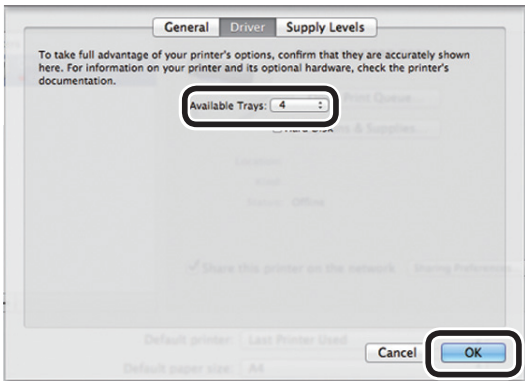 General Driver Supply Levels
To take full advantage of your printer's options, confirm that they are accurately shown
here. For information on your printer and its optional hardware, check the printer's
documentation.
Print Queue...
Available Trays: 4
Hard Disk
& Supplies...
Location:
Status: Offline
Share this printer on the network Sharing Preferences...
Default printer: Last Printer Used
Cancel OK
Default paper size: A4